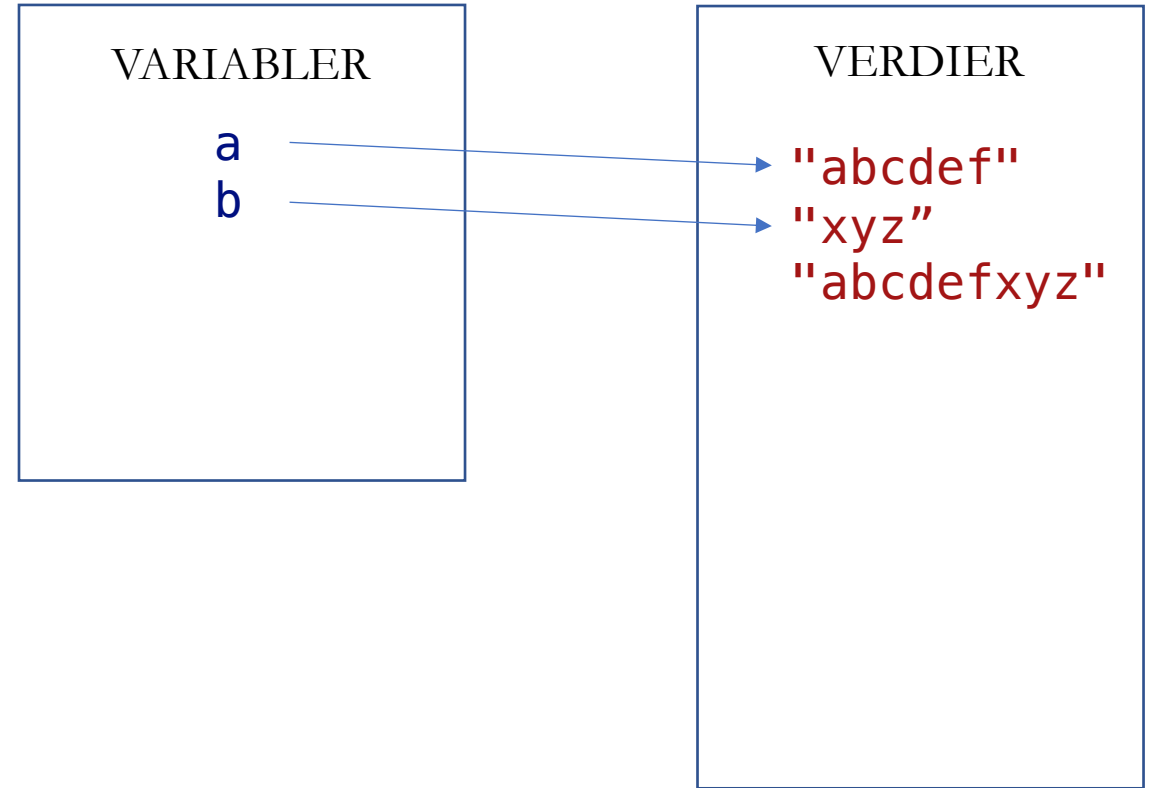 VARIABLER
a
b
VERDIER
"abcdef"
"xyz”
"abcdefxyz"